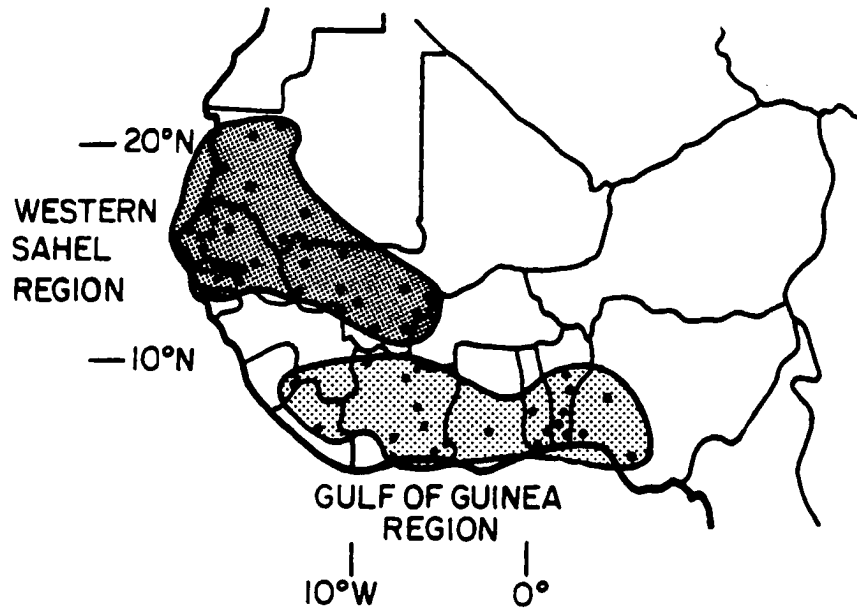 — 20°N
WESTERN
SAHEL
REGION
— 10°N
GULF OF GUINEA
REGION
10°W
0°